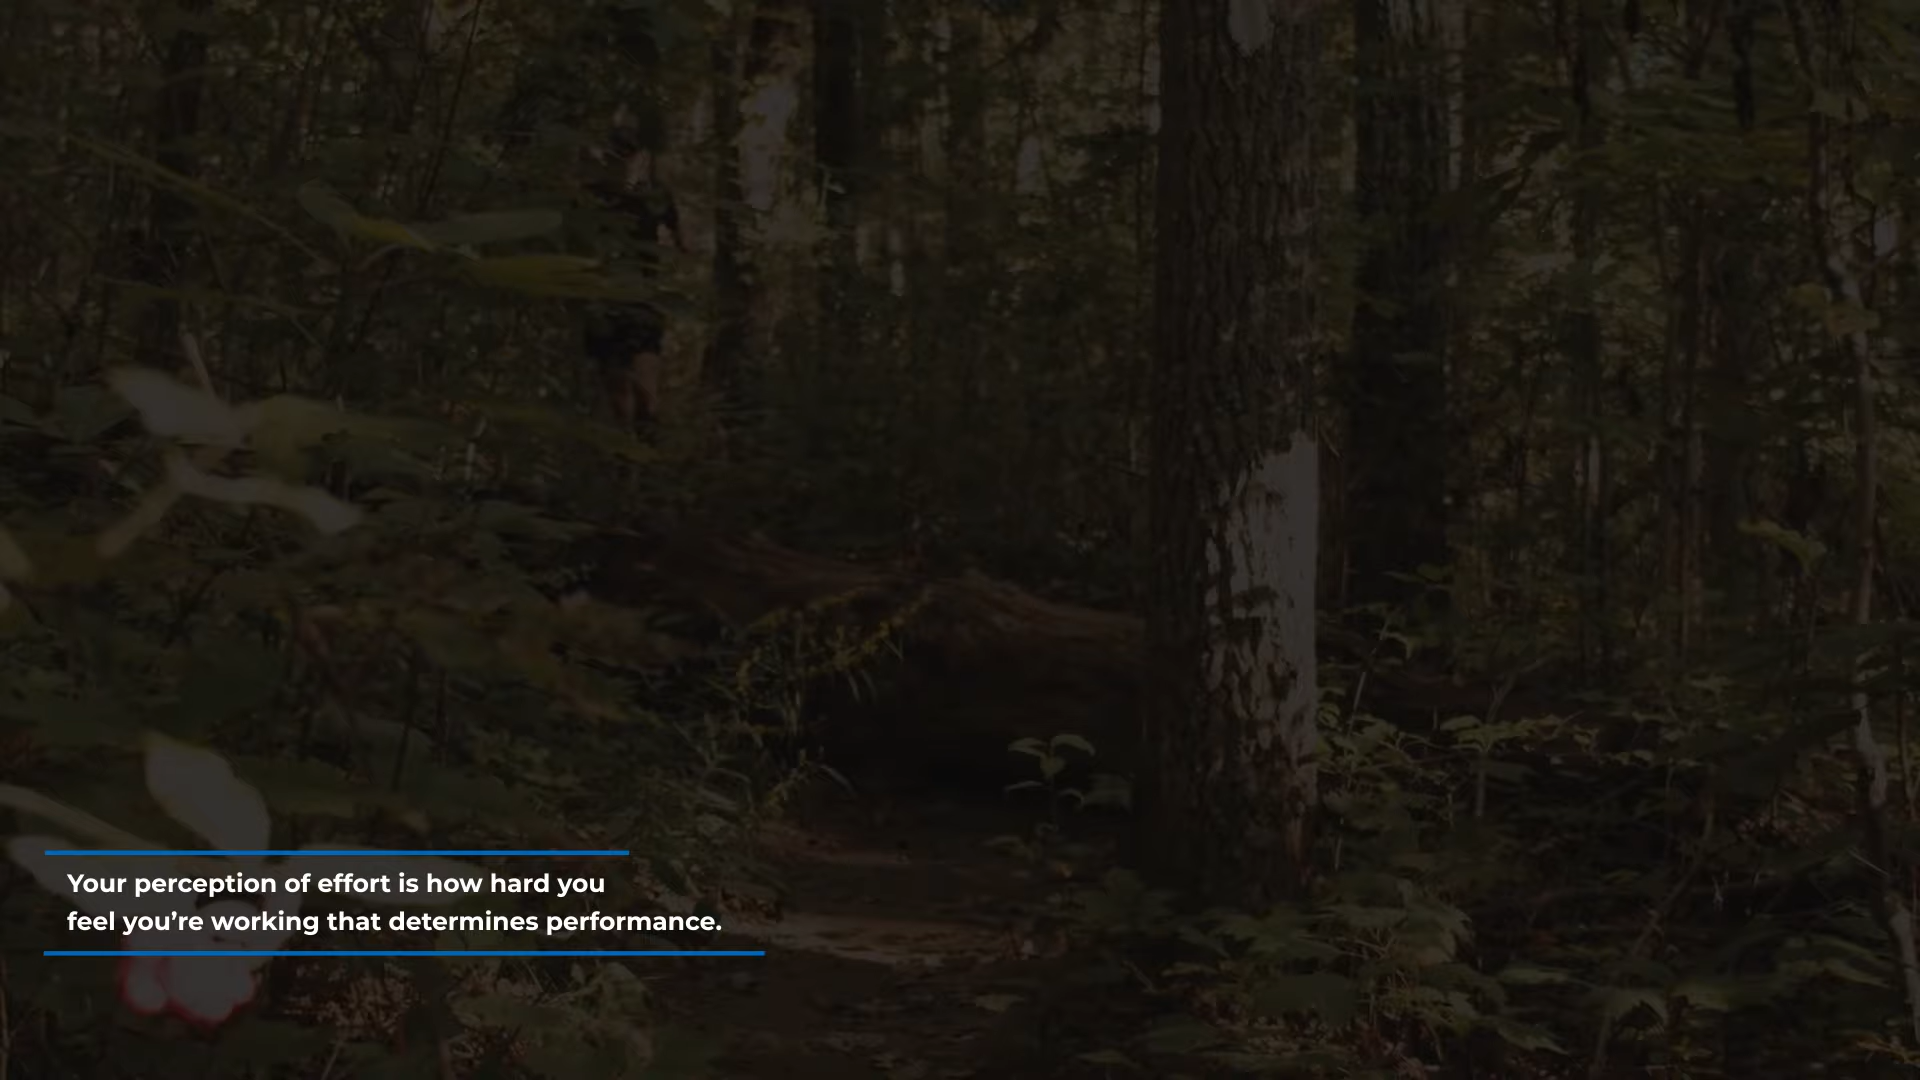 Your perception of effort is how hard you
feel you’re working that determines performance.